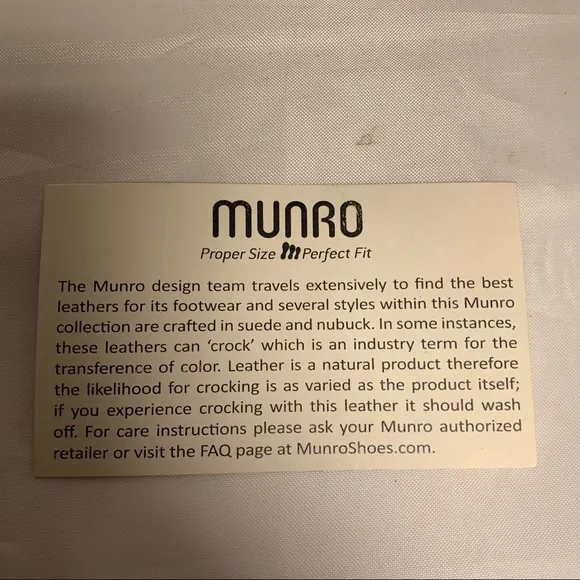 MUNRO
Proper Size Perfect Fit
The Munro design team travels extensively to find the best
leathers for its footwear and several styles within this Munro
collection are crafted in suede and nubuck. In some instances,
these leathers can ‘crock’ which is an industry term for the
transference of color. Leather is a natural product therefore
the likelihood for crocking is as varied as the product itself;
if you experience crocking with this leather it should wash
off. For care instructions please ask your Munro authorized
retailer or visit the FAQ page at MunroShoes.com.